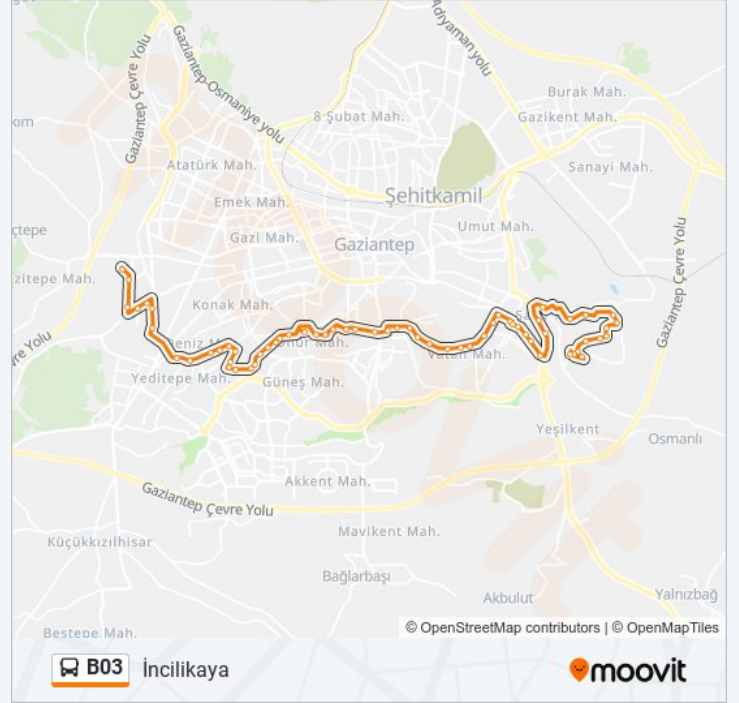 Adıyaman yolu
Gaziantep Çevre Yolu
Gaziantep-Osmaniye yolu
Burak Mah.
8 Şubat Mah.
Gazikent Mah.
Atatürk Mah.
Sanayi Mah.
Şehitkamil
Emek Mah.
Umut Mah.
Gazi Mah.
Gaziantep
Gaziantep Çevre Yolu
Konak Mah.
Yeditepe Mah.
Güneş Mah.
Vatan Mah.
Yeşilkent
Osmanlı
Akkent Mah.
Gaziantep Çevre Yolu
Mavikent Mah.
Küçükkızılhisar
Bağlarbaşı
Akbulut
Yalnızbağ
Bestepe Mah.
© OpenStreetMap contributors | © OpenMapTiles
B03 İncilikaya
moovit